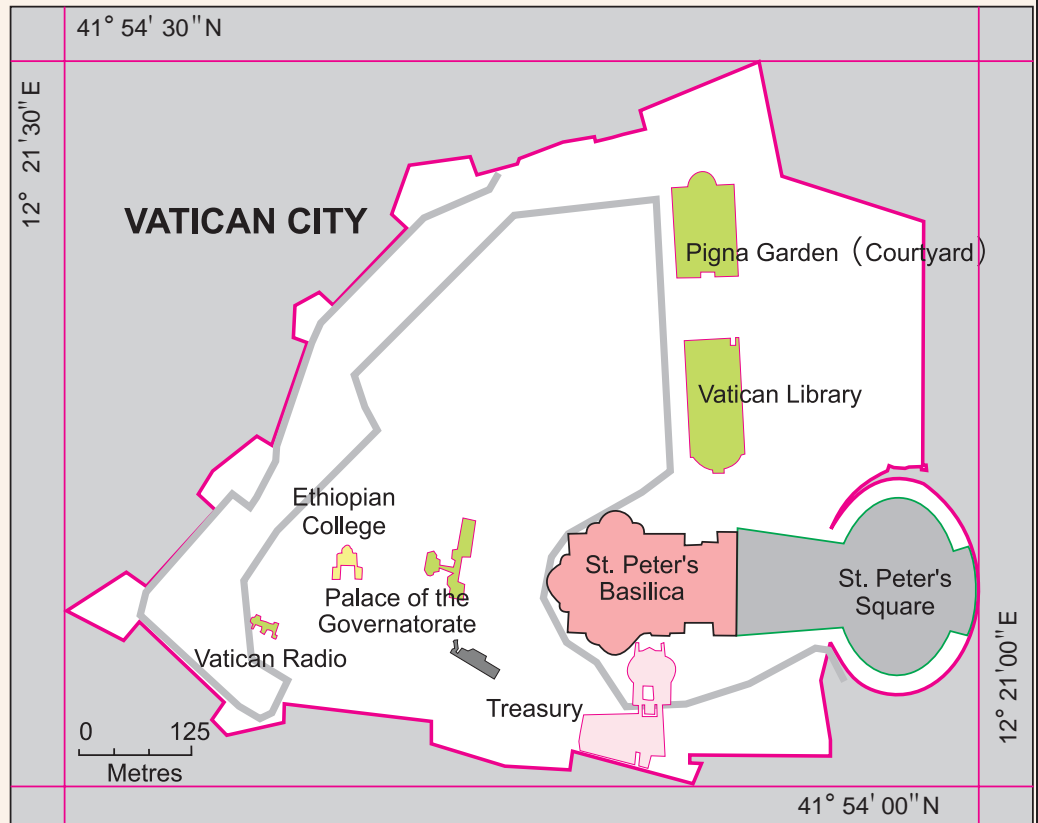 41° 54' 30"N
12° 21'30"E
VATICAN CITY
Pigna Garden (Courtyard)
Vatican Library
Ethiopian
College
St. Peter's
Basilica
St. Peter's
Square
Palace of the
Governatorate
Vatican Radio
Treasury
0 125
Metres
12° 21'00"E
41° 54' 00"N